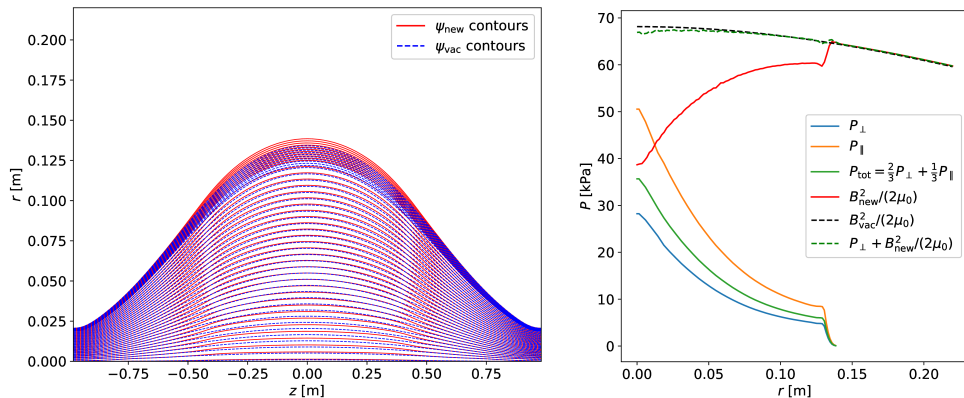 0.200
0.175
0.150
0.125
0.100
0.075
0.050
0.025
0.000
r [m]
−0.75 −0.50 −0.25 0.00 0.25 0.50 0.75
z [m]
ψnew contours
ψvac contours
70
60
50
40
30
20
10
0
P [kPa]
0.00 0.05 0.10 0.15 0.20
r [m]
P⊥
P∥
Ptot = 2/3 P⊥ + 1/3 P∥
B²new/(2μ0)
B²vac/(2μ0)
P⊥ + B²new/(2μ0)